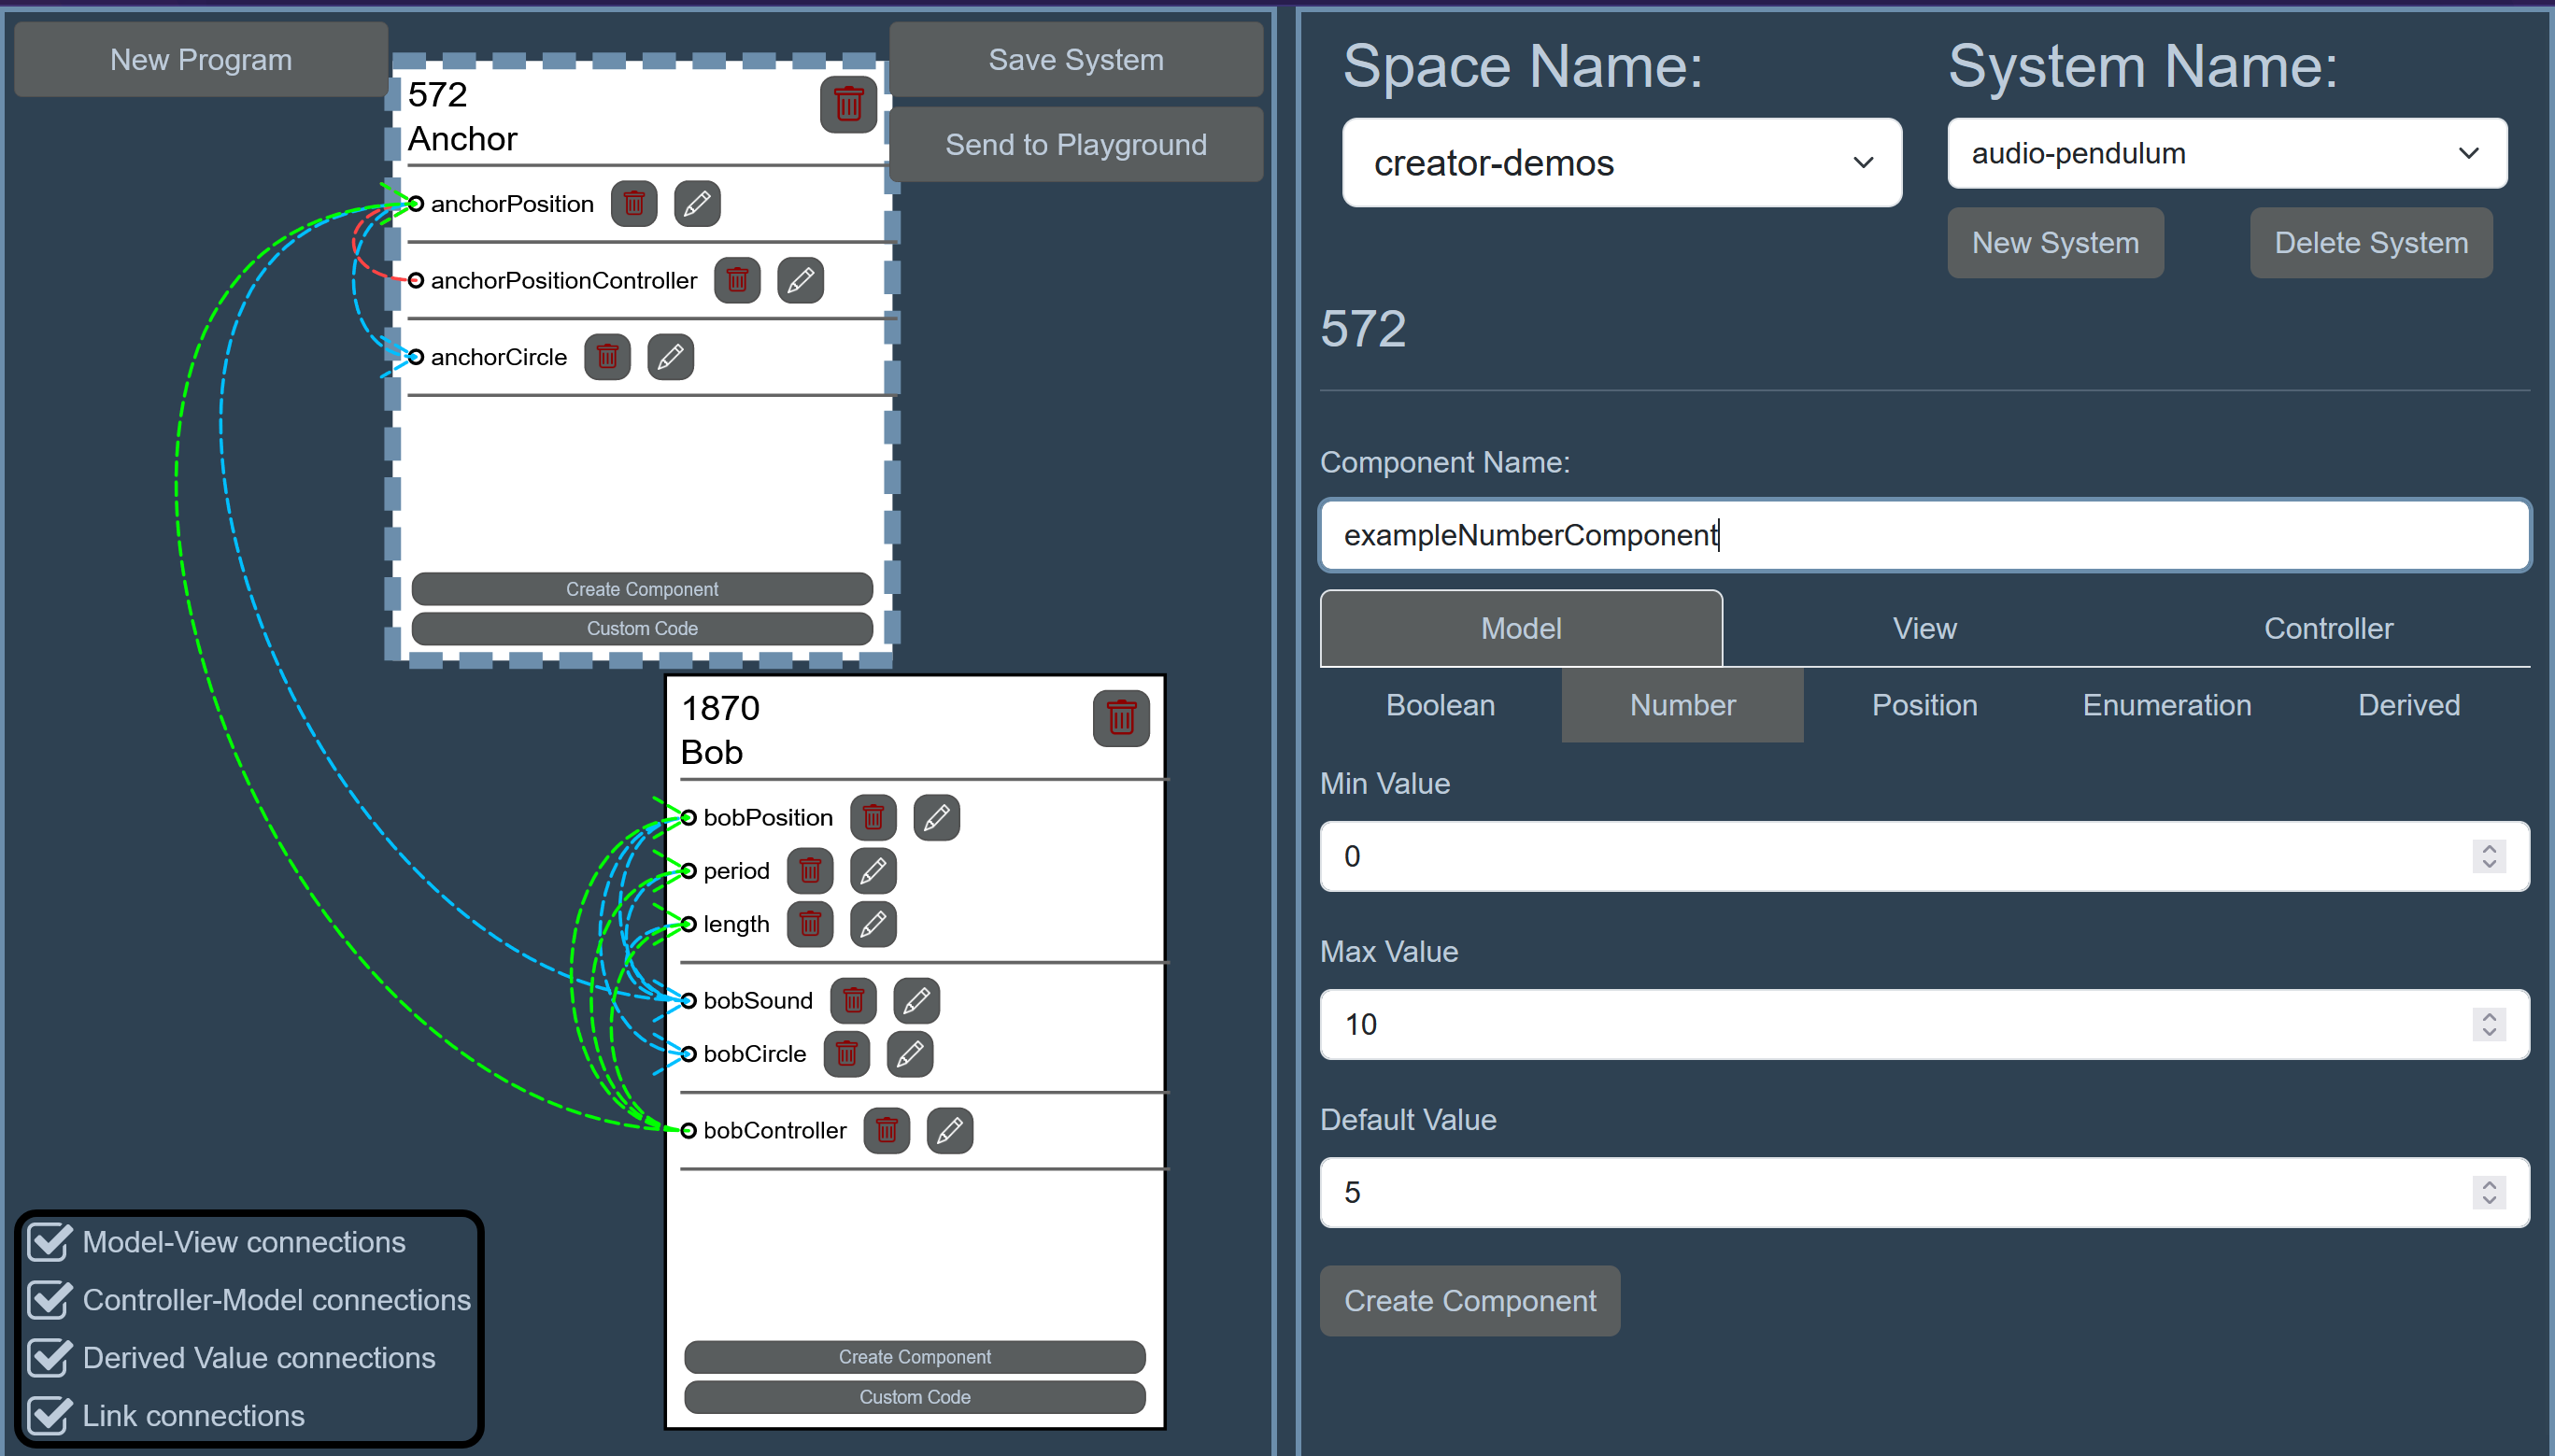 New Program
Save System
Send to Playground
572
Anchor
anchorPosition
anchorPositionController
anchorCircle
Create Component
Custom Code
1870
Bob
bobPosition
period
length
bobSound
bobCircle
bobController
Create Component
Custom Code
Model-View connections
Controller-Model connections
Derived Value connections
Link connections
Space Name:
System Name:
creator-demos
audio-pendulum
New System
Delete System
572
Component Name:
exampleNumberComponent
Model
View
Controller
Boolean
Number
Position
Enumeration
Derived
Min Value
0
Max Value
10
Default Value
5
Create Component